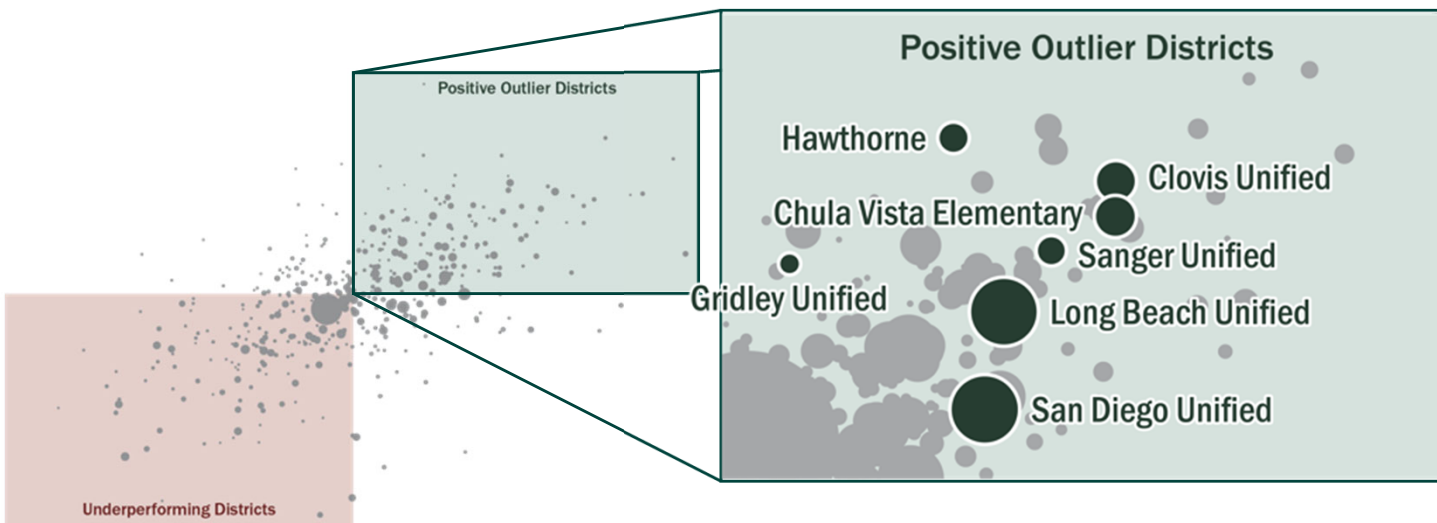 Positive Outlier Districts
Underperforming Districts
Positive Outlier Districts
Hawthorne
Clovis Unified
Chula Vista Elementary
Sanger Unified
Gridley Unified
Long Beach Unified
San Diego Unified